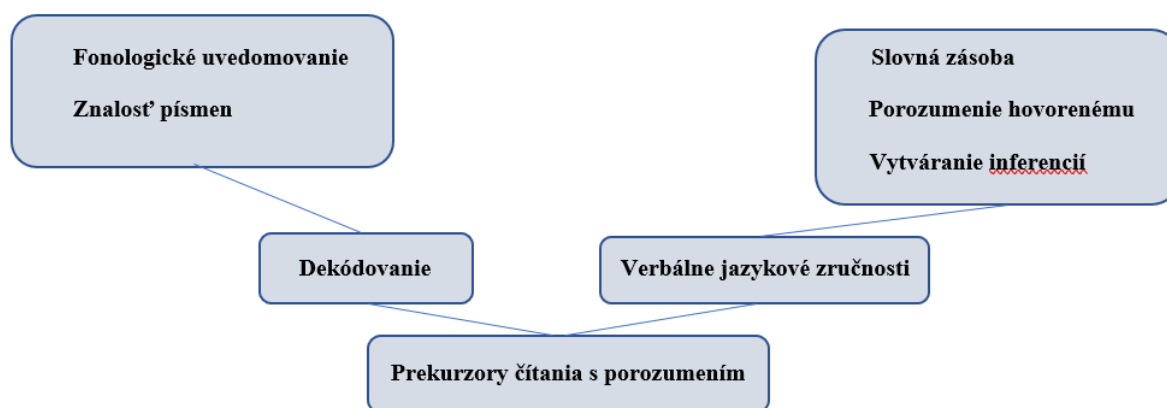 Fonologické uvedomovanie
Znalosť písmen
Slovná zásoba
Porozumenie hovorenému
Vytváranie inferencií
Dekódovanie
Verbálne jazykové zručnosti
Prekurzory čítania s porozumením